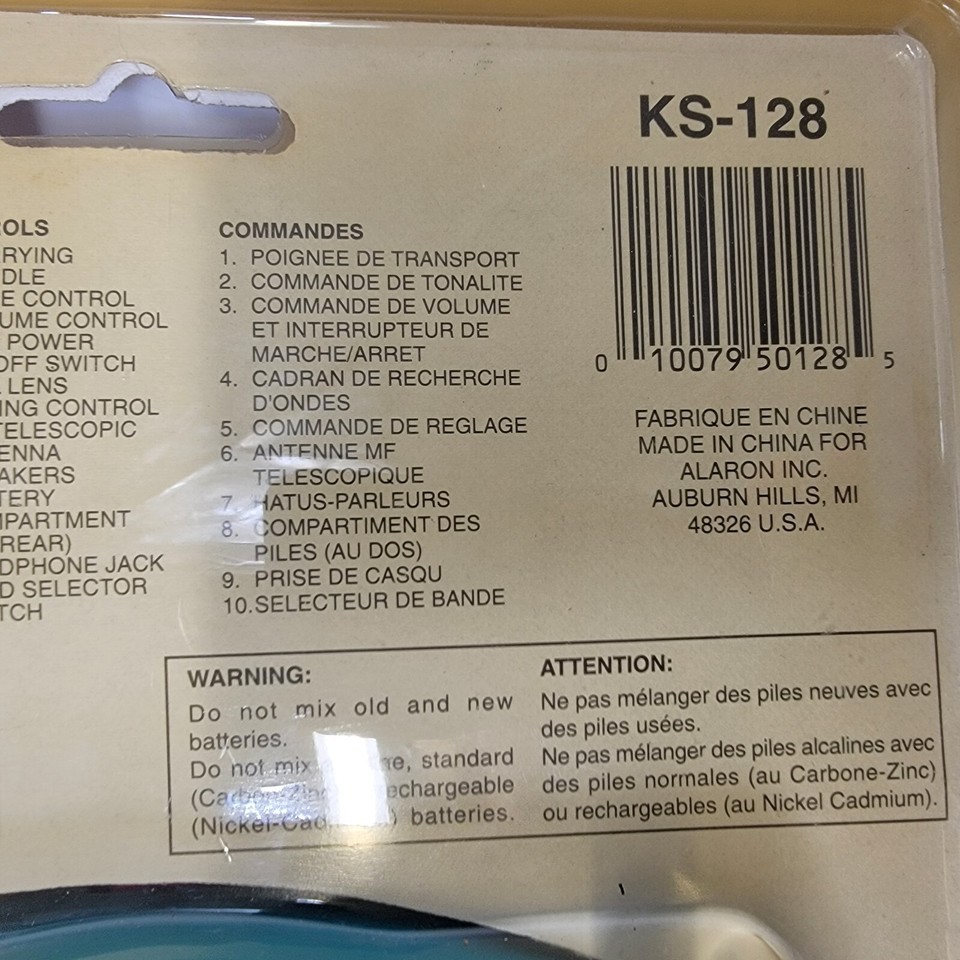 KS-128
0 10079 50128 5
FABRIQUE EN CHINE
MADE IN CHINA FOR
ALARON INC.
AUBURN HILLS, MI
48326 U.S.A.
OLS
RYING
DLE
E CONTROL
UME CONTROL
POWER
OFF SWITCH
LENS
ING CONTROL
TELESCOPIC
ENNA
AKERS
TERY
PARTMENT
REAR)
DPHONE JACK
D SELECTOR
TCH
COMMANDES
1. POIGNEE DE TRANSPORT
2. COMMANDE DE TONALITE
3. COMMANDE DE VOLUME
ET INTERRUPTEUR DE
MARCHE/ARRET
4. CADRAN DE RECHERCHE
D'ONDES
5. COMMANDE DE REGLAGE
6. ANTENNE MF
TELESCOPIQUE
7. HATUS-PARLEURS
8. COMPARTIMENT DES
PILES (AU DOS)
9. PRISE DE CASQU
10.SELECTEUR DE BANDE
WARNING:
Do not mix old and new
batteries.
Do not mix ne, standard
(Carbon-Zinc echargeable
(Nickel-Cad ) batteries.
ATTENTION:
Ne pas mélanger des piles neuves avec
des piles usées.
Ne pas mélanger des piles alcalines avec
des piles normales (au Carbone-Zinc)
ou rechargeables (au Nickel Cadmium).